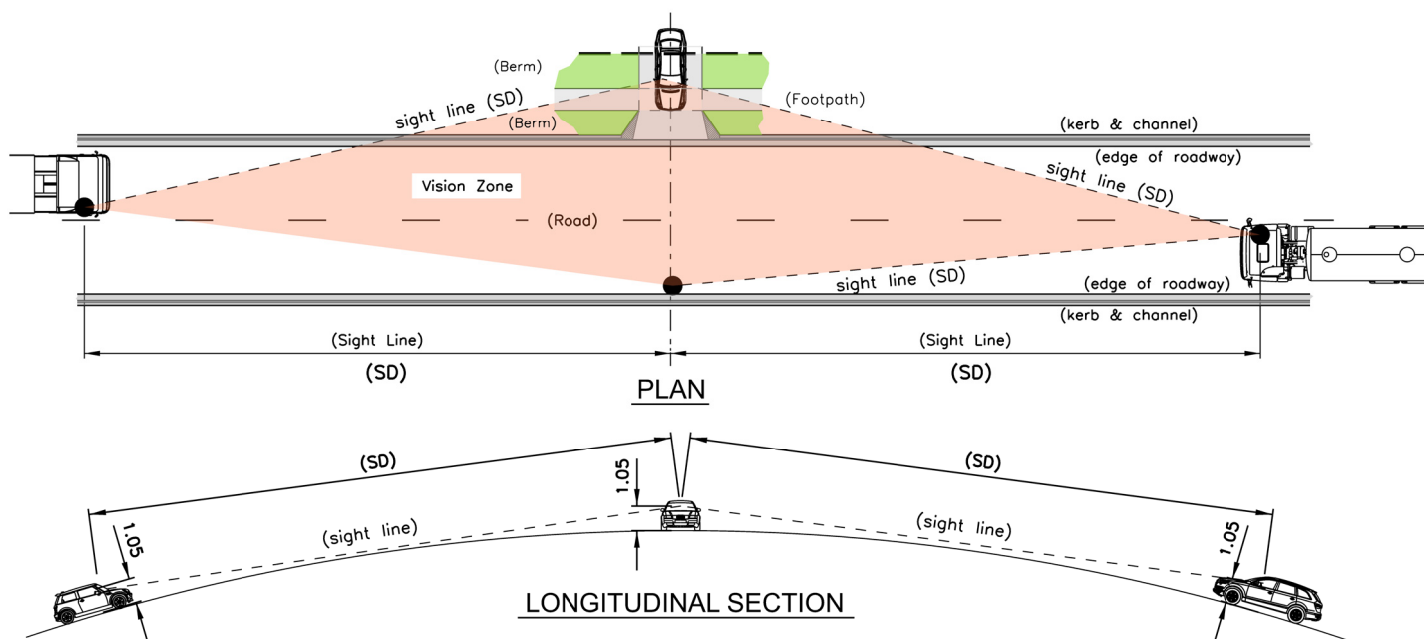 (Berm)
sight line (SD)
(Footpath)
(Berm)
(kerb & channel)
(edge of roadway)
Vision Zone
sight line (SD)
(Road)
sight line (SD)
(edge of roadway)
(kerb & channel)
(Sight Line)
(Sight Line)
(SD)
(SD)
PLAN
(SD)
(SD)
1.05
1.05
(sight line)
(sight line)
1.05
LONGITUDINAL SECTION